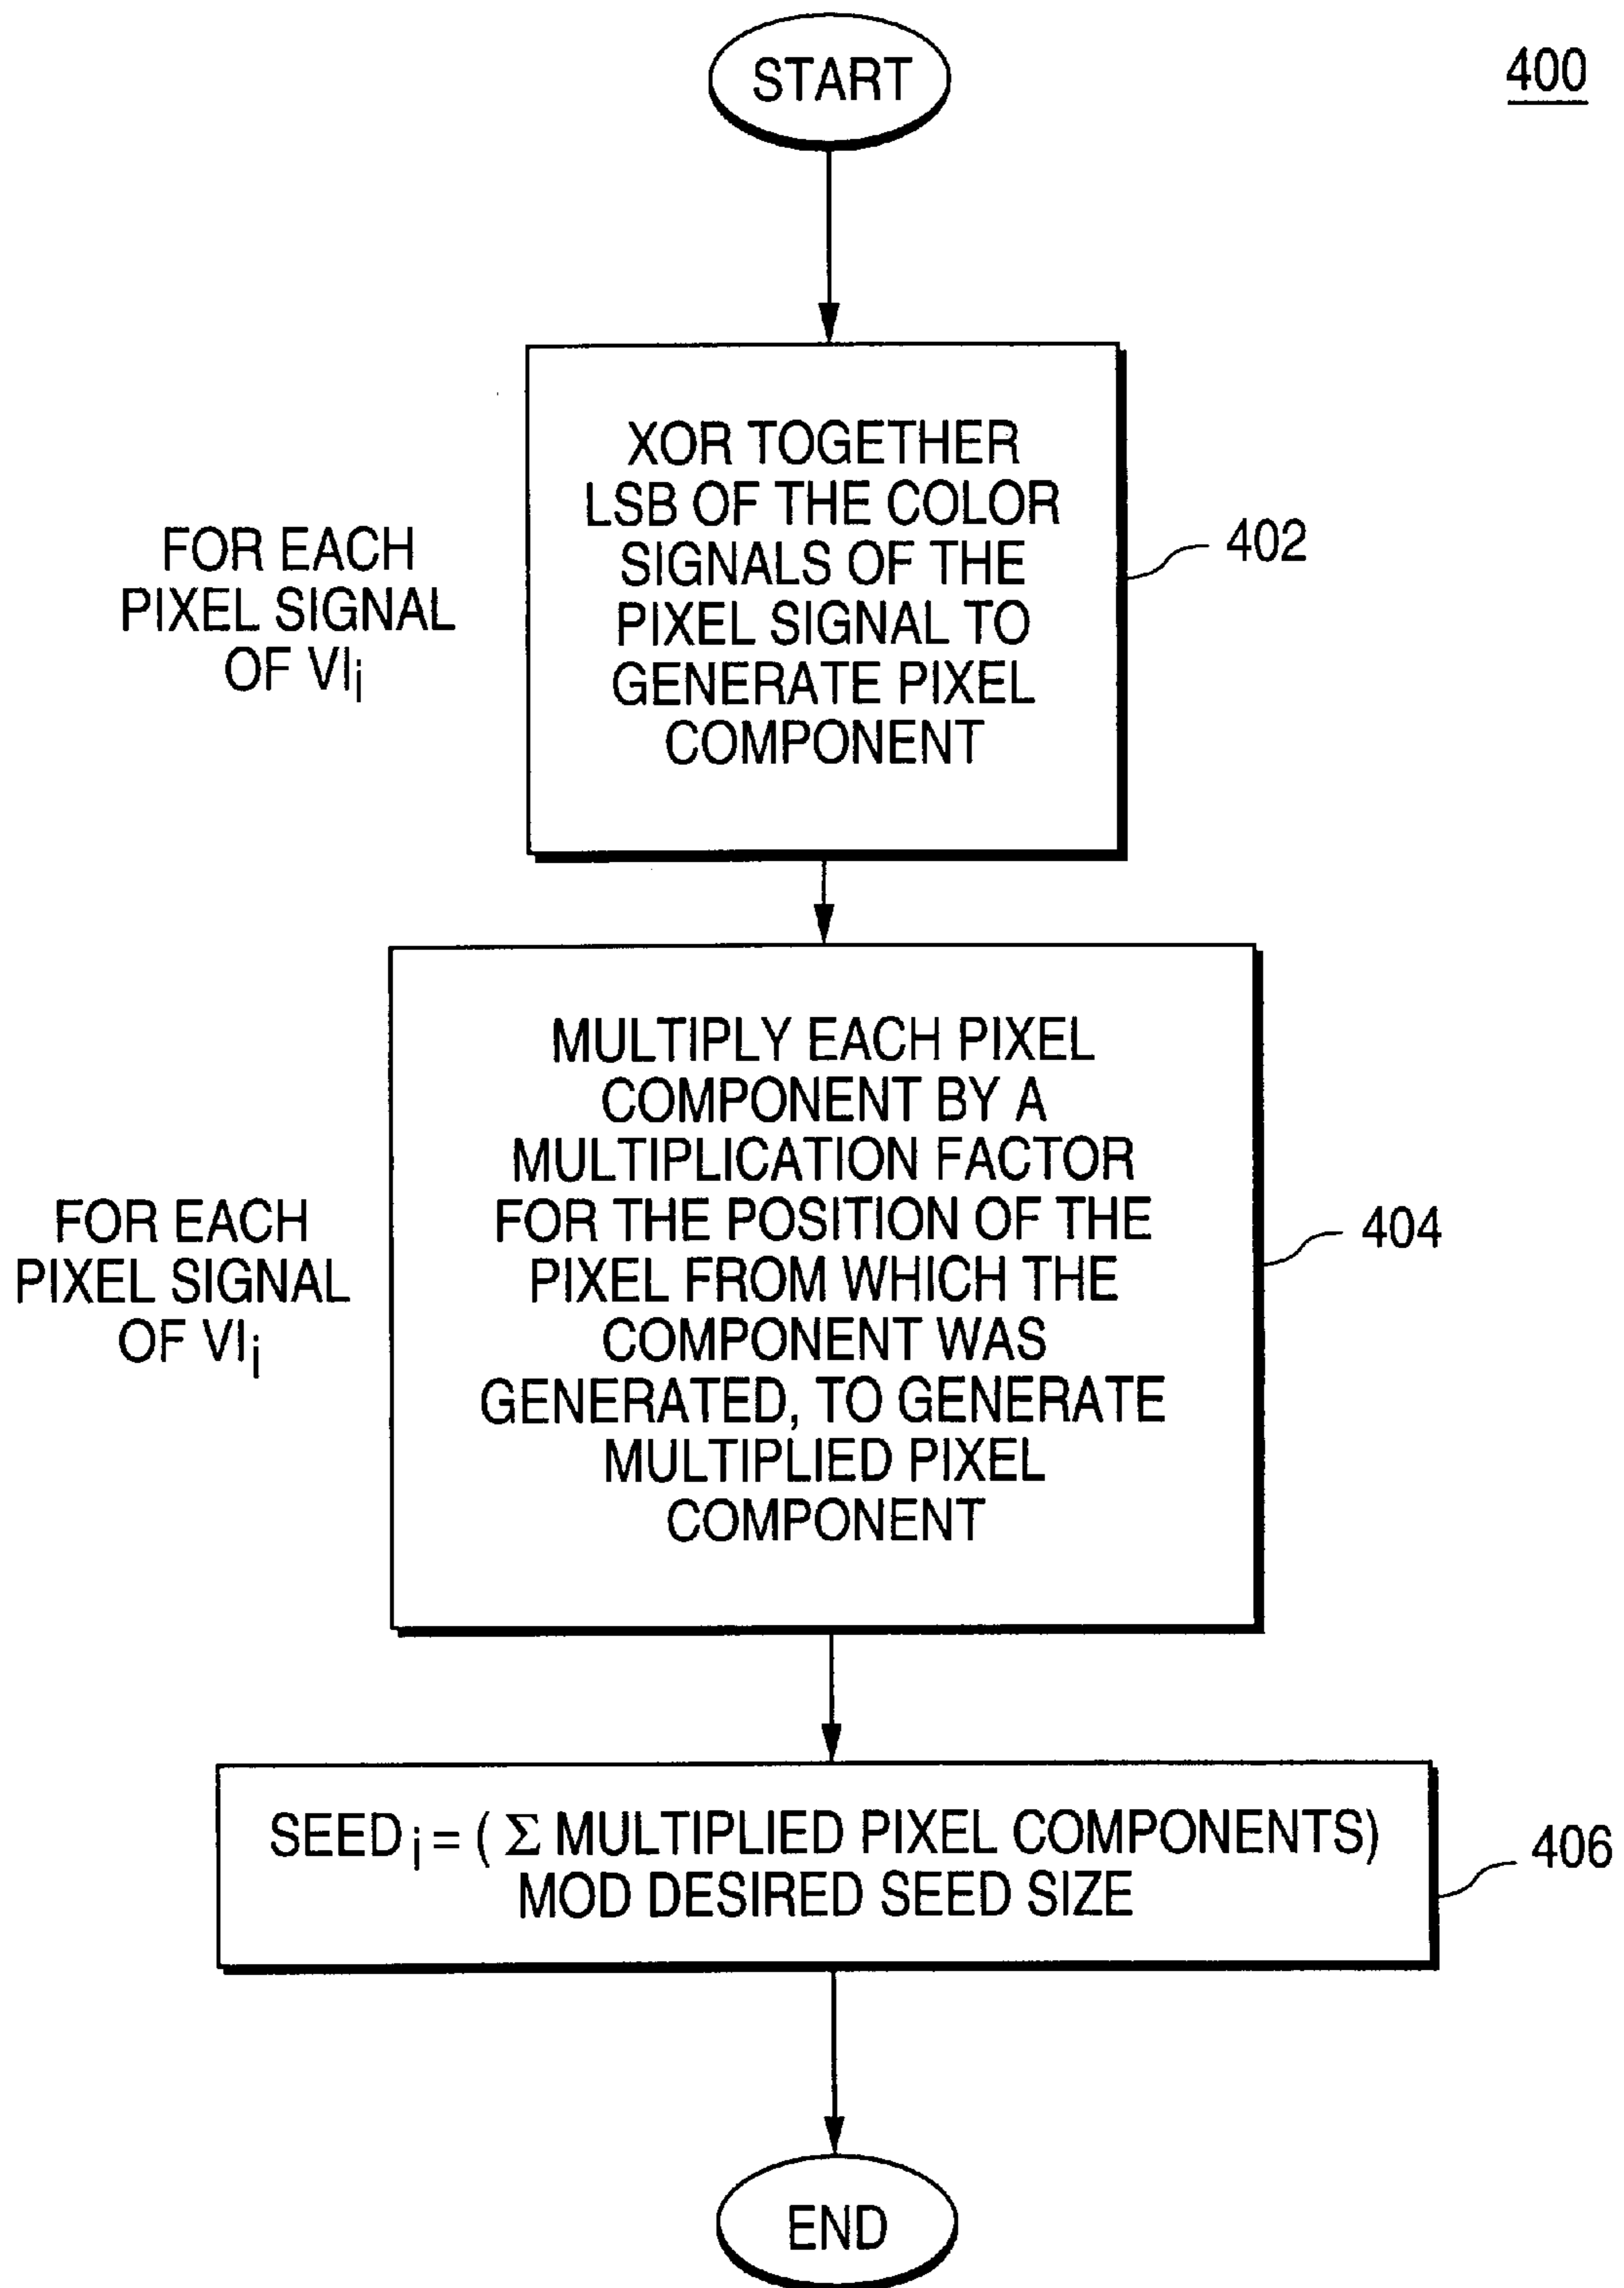 START
400
XOR TOGETHER
LSB OF THE COLOR
SIGNALS OF THE
PIXEL SIGNAL TO
GENERATE PIXEL
COMPONENT
FOR EACH
PIXEL SIGNAL
OF VIi
402
MULTIPLY EACH PIXEL
COMPONENT BY A
MULTIPLICATION FACTOR
FOR THE POSITION OF THE
PIXEL FROM WHICH THE
COMPONENT WAS
GENERATED, TO GENERATE
MULTIPLIED PIXEL
COMPONENT
FOR EACH
PIXEL SIGNAL
OF VIi
404
SEEDi = ( Σ MULTIPLIED PIXEL COMPONENTS)
MOD DESIRED SEED SIZE
406
END